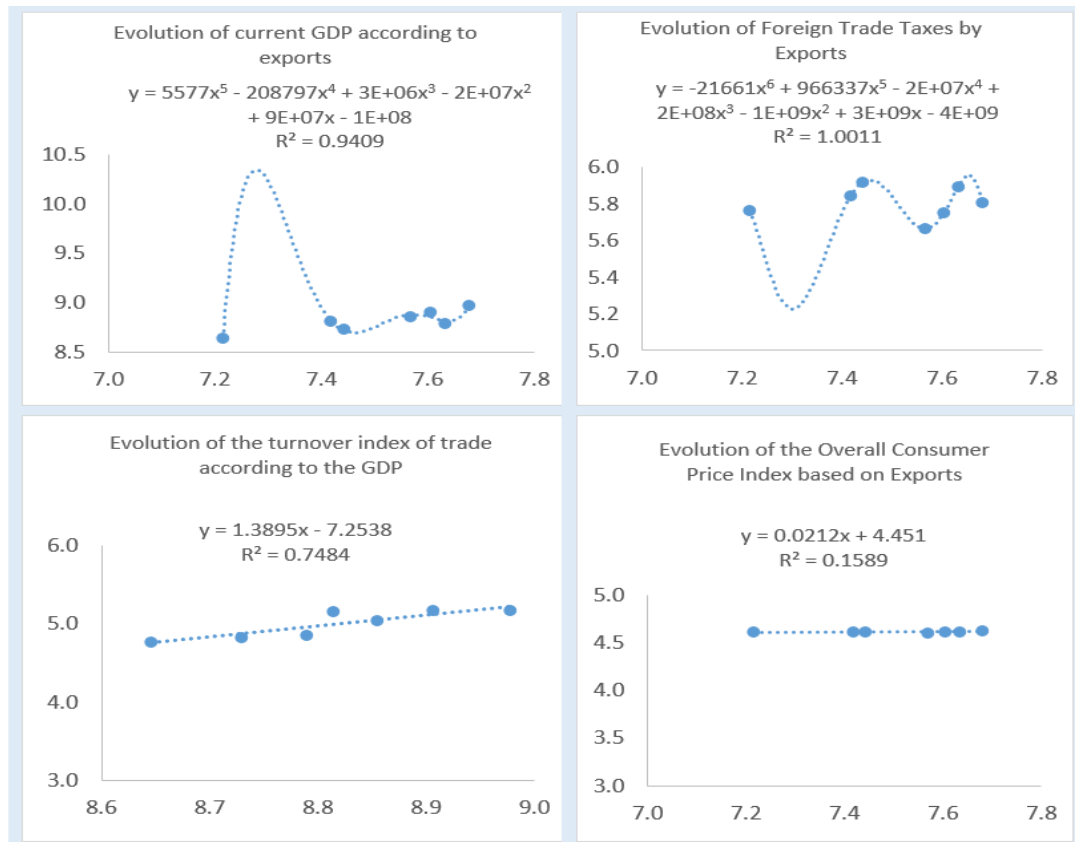 Evolution of current GDP according to
exports
y = 5577x⁵ - 208797x⁴ + 3E+06x³ - 2E+07x²
+ 9E+07x - 1E+08
R² = 0.9409
10.5
10.0
9.5
9.0
8.5
7.0 7.2 7.4 7.6 7.8
Evolution of Foreign Trade Taxes by
Exports
y = -21661x⁶ + 966337x⁵ - 2E+07x⁴ +
2E+08x³ - 1E+09x² + 3E+09x - 4E+09
R² = 1.0011
6.0
5.8
5.6
5.4
5.2
5.0
7.0 7.2 7.4 7.6 7.8
Evolution of the turnover index of trade
according to the GDP
y = 1.3895x - 7.2538
R² = 0.7484
6.0
5.0
4.0
3.0
8.6 8.7 8.8 8.9 9.0
Evolution of the Overall Consumer
Price Index based on Exports
y = 0.0212x + 4.451
R² = 0.1589
5.0
4.5
4.0
3.5
3.0
7.0 7.2 7.4 7.6 7.8